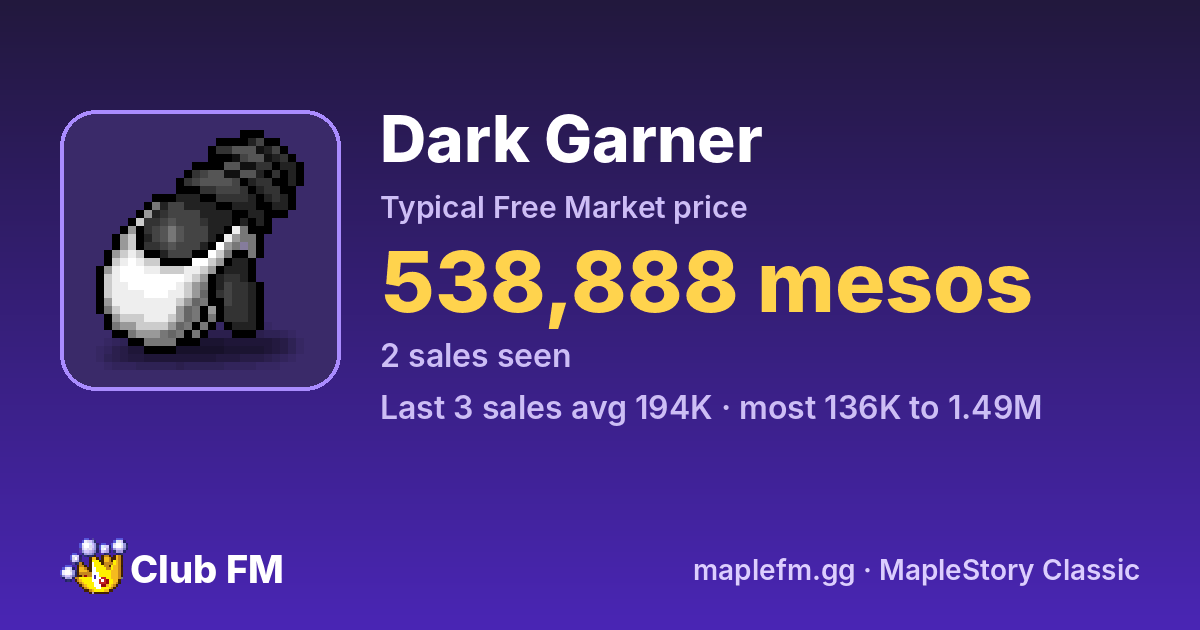 Dark Garner
Typical Free Market price
538,888 mesos
2 sales seen
Last 3 sales avg 194K · most 136K to 1.49M
Club FM
maplefm.gg · MapleStory Classic